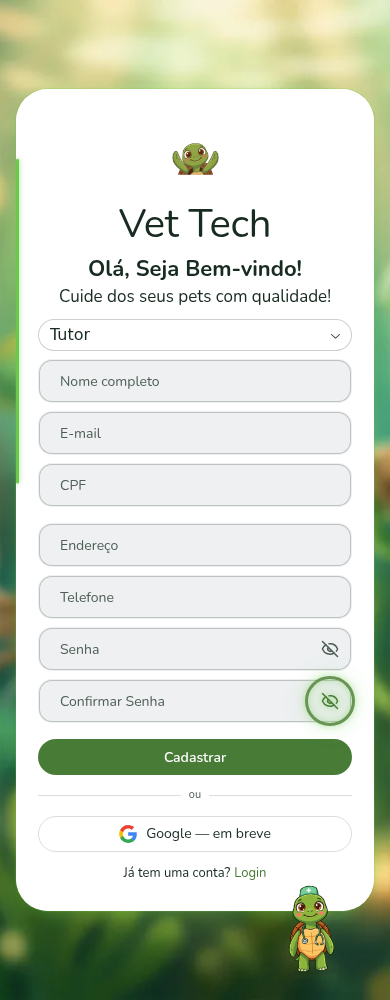 Vet Tech
Olá, Seja Bem-vindo!
Cuide dos seus pets com qualidade!
Tutor
Nome completo
E-mail
CPF
Endereço
Telefone
Senha
Confirmar Senha
Cadastrar
ou
Google — em breve
Já tem uma conta? Login